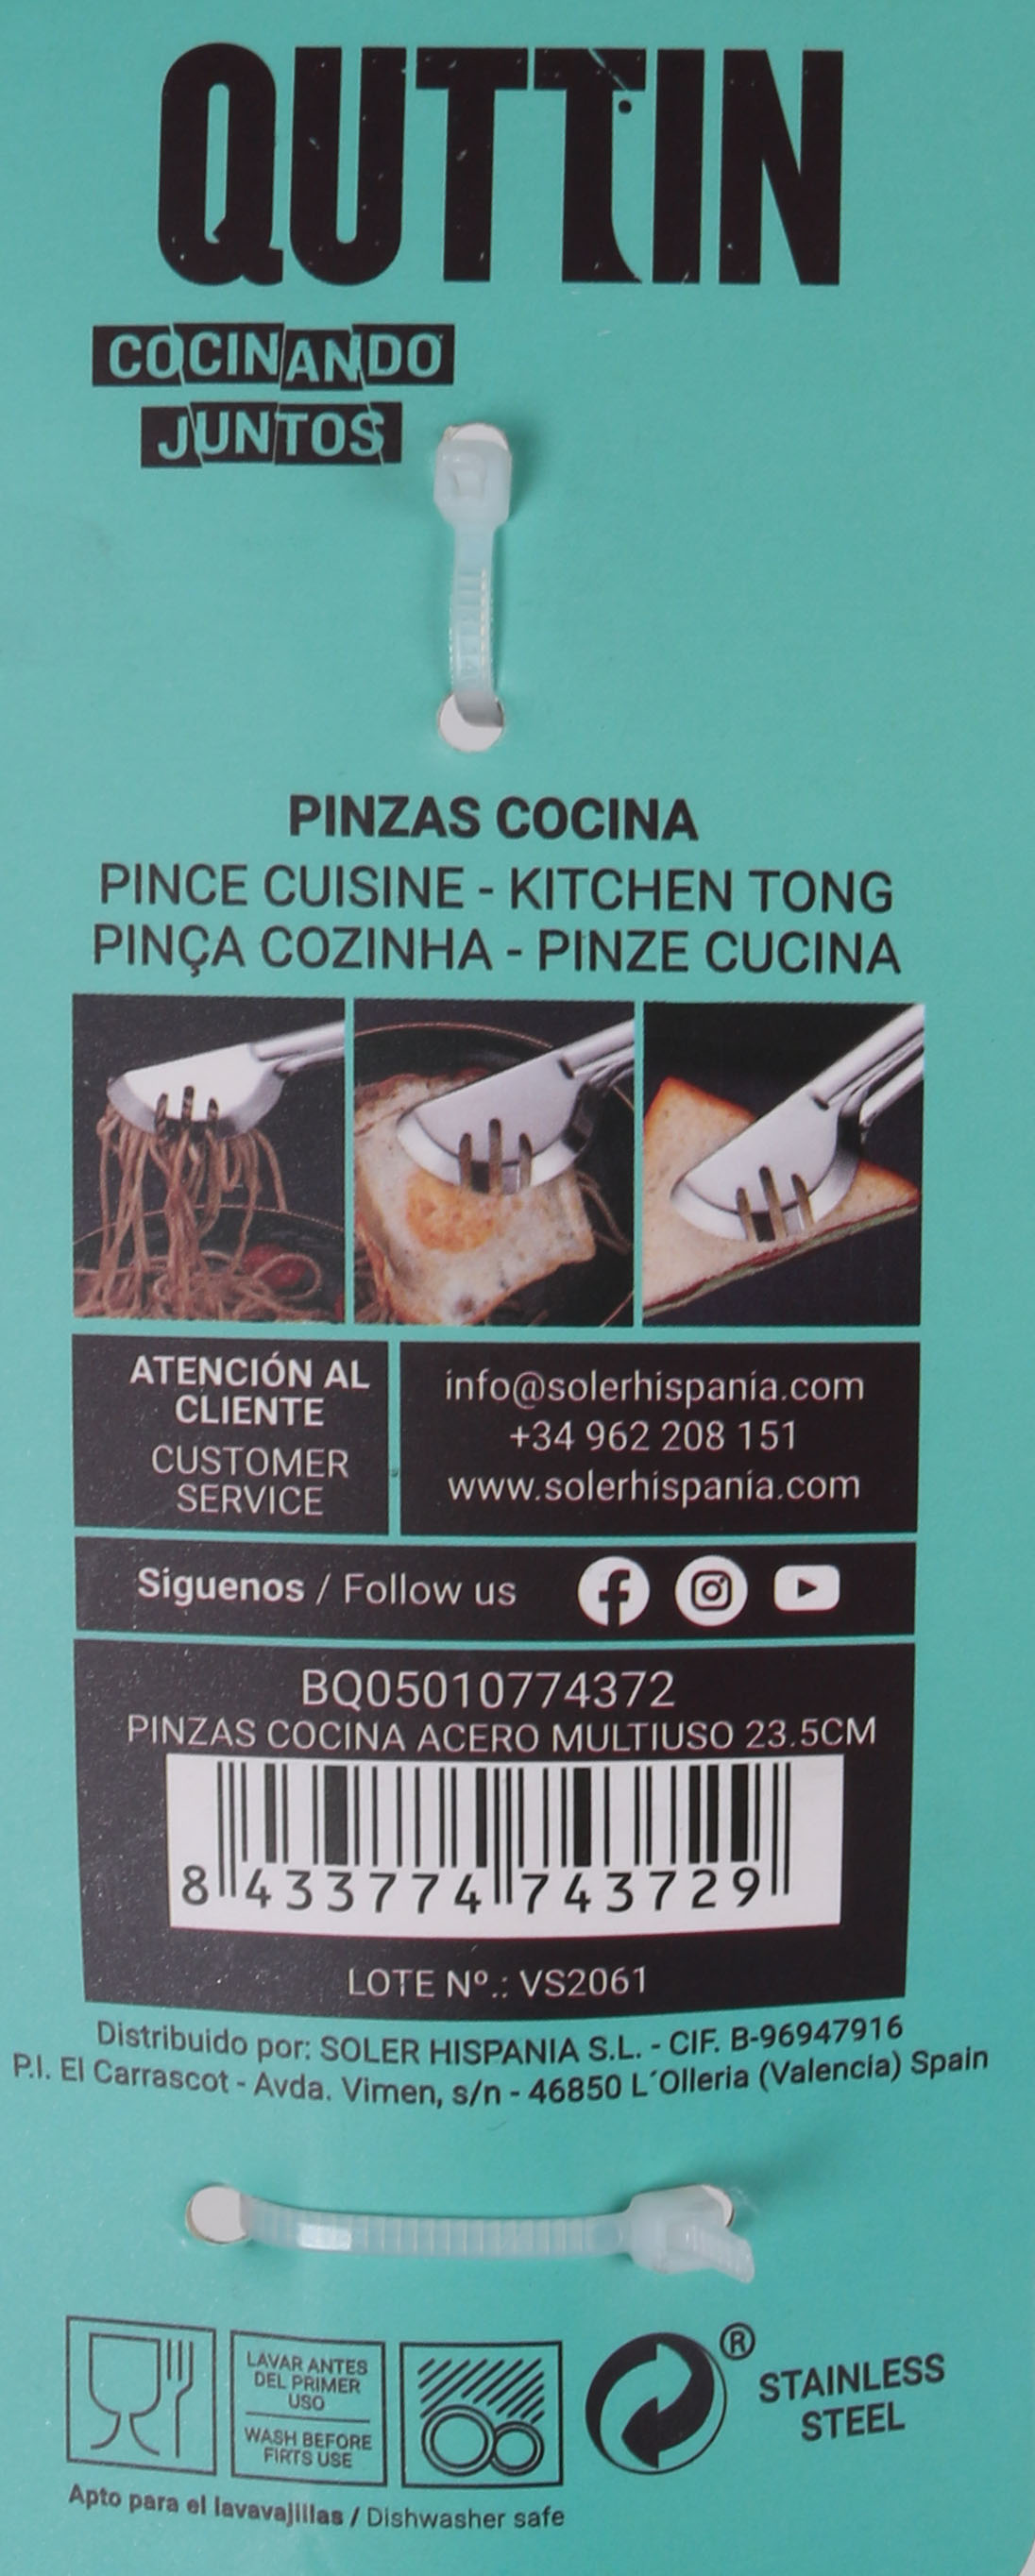 QUTTIN
COCINANDO
JUNTOS
PINZAS COCINA
PINCE CUISINE - KITCHEN TONG
PINÇA COZINHA - PINZE CUCINA
ATENCIÓN AL
CLIENTE
CUSTOMER
SERVICE
info@solerhispania.com
+34 962 208 151
www.solerhispania.com
Siguenos / Follow us
BQ05010774372
PINZAS COCINA ACERO MULTIUSO 23.5CM
8 433774 743729
LOTE Nº.: VS2061
Distribuido por: SOLER HISPANIA S.L. - CIF. B-96947916
P.I. El Carrascot - Avda. Vimen, s/n - 46850 L´Olleria (Valencia) Spain
LAVAR ANTES
DEL PRIMER
USO
WASH BEFORE
FIRTS USE
®
STAINLESS
STEEL
Apto para el lavavajillas / Dishwasher safe